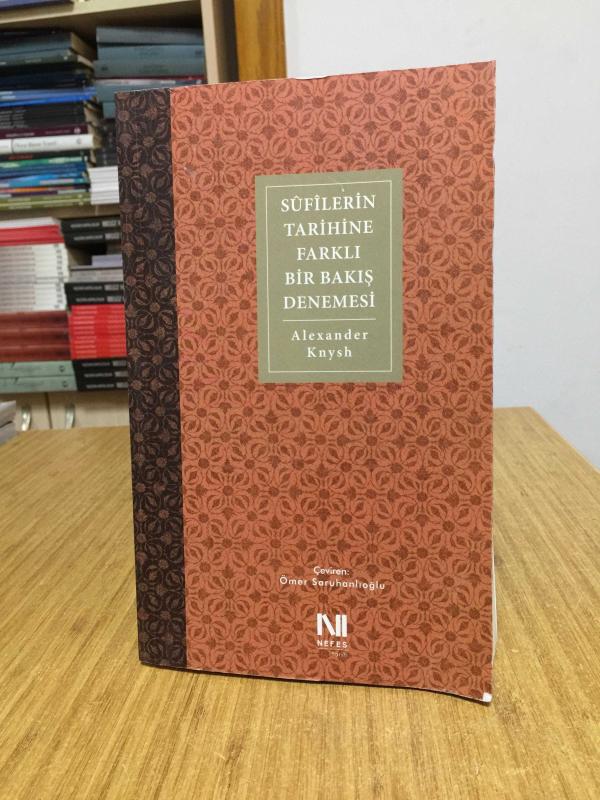 SÛFÎLERİN
TARİHİNE
FARKLI
BİR BAKIŞ
DENEMESİ
Alexander
Knysh
Çeviren:
Ömer Saruhanlıoğlu
NEFES